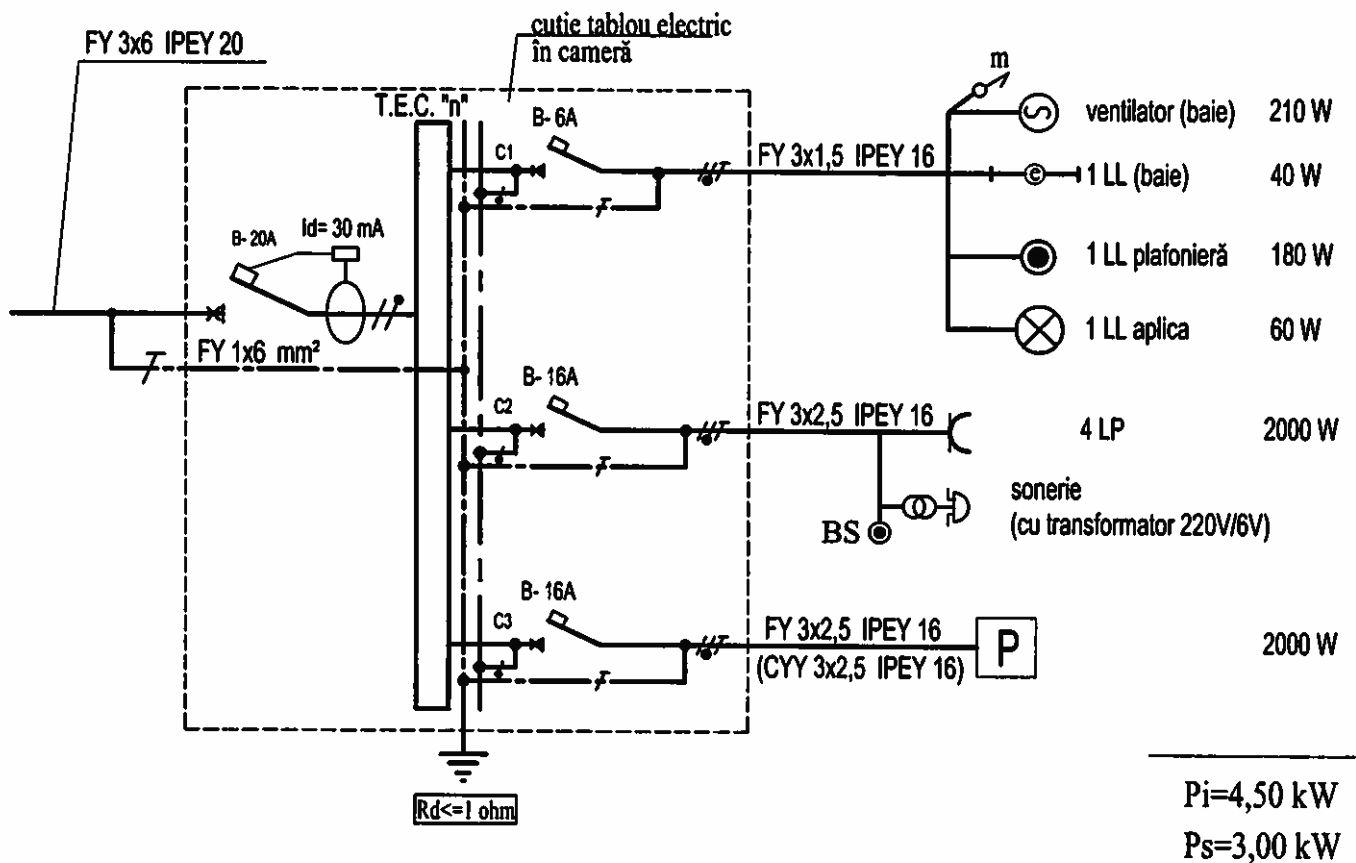 FY 3x6 IPEY 20
cutie tablou electric
în cameră
T.E.C. "n"
B- 20A
Id= 30 mA
FY 1x6 mm²
C1
B- 6A
FY 3x1,5 IPEY 16
m
ventilator (baie) 210 W
e
1 LL (baie) 40 W
1 LL plafonieră 180 W
1 LL aplica 60 W
C2
B- 16A
FY 3x2,5 IPEY 16
4 LP 2000 W
BS
sonerie
(cu transformator 220V/6V)
C3
B- 16A
FY 3x2,5 IPEY 16
(CYY 3x2,5 IPEY 16)
P
2000 W
Rd<=1 ohm
Pi=4,50 kW
Ps=3,00 kW